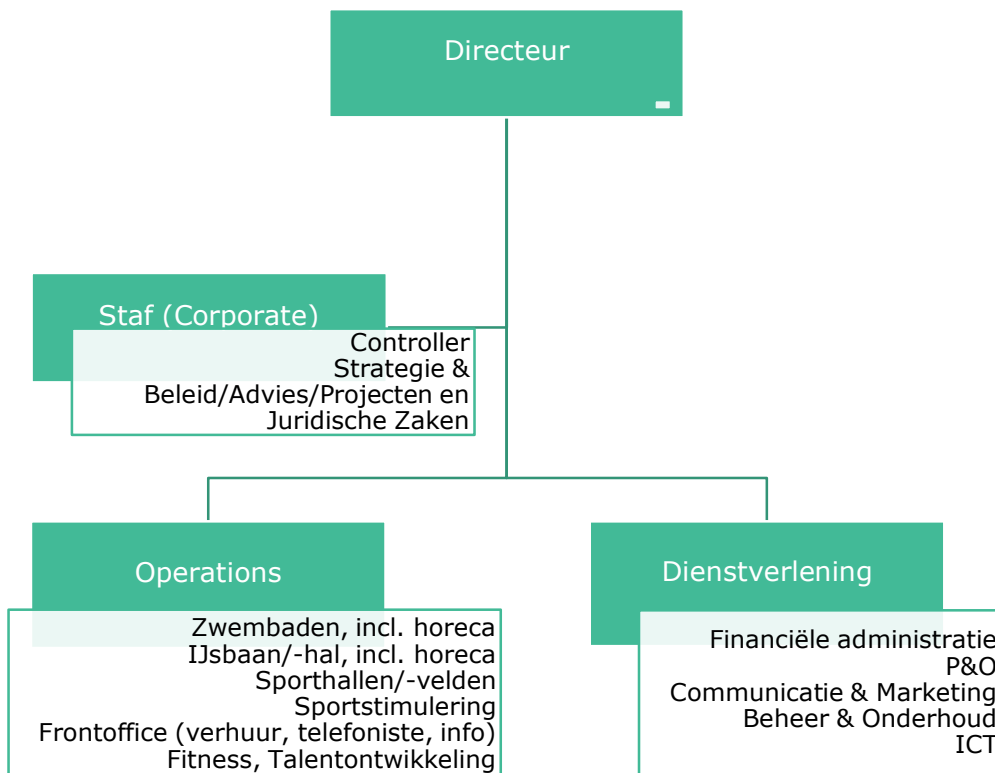 Directeur
Staf (Corporate)
Controller
Strategie &
Beleid/Advies/Projecten en
Juridische Zaken
Operations
Zwembaden, incl. horeca
IJsbaan/-hal, incl. horeca
Sporthallen/-velden
Sportstimulering
Frontoffice (verhuur, telefoniste, info)
Fitness, Talentontwikkeling
Dienstverlening
Financiële administratie
P&O
Communicatie & Marketing
Beheer & Onderhoud
ICT